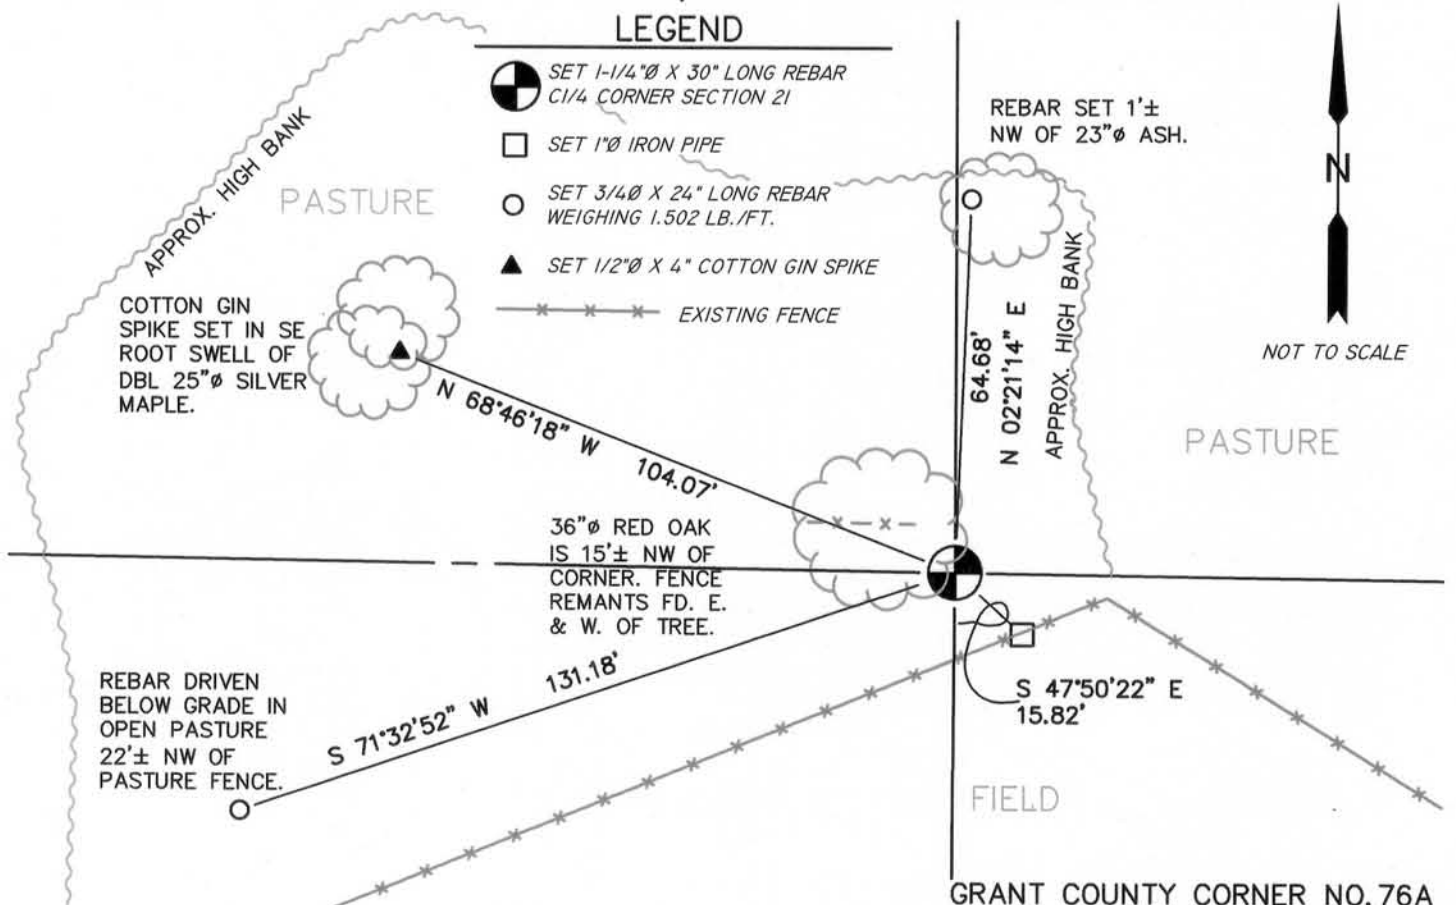 LEGEND
SET 1-1/4"Ø X 30" LONG REBAR
C1/4 CORNER SECTION 21
SET 1"Ø IRON PIPE
SET 3/4Ø X 24" LONG REBAR
WEIGHING 1.502 LB./FT.
SET 1/2"Ø X 4" COTTON GIN SPIKE
EXISTING FENCE
REBAR SET 1'±
NW OF 23"ø ASH.
N
NOT TO SCALE
APPROX. HIGH BANK
PASTURE
COTTON GIN
SPIKE SET IN SE
ROOT SWELL OF
DBL 25"ø SILVER
MAPLE.
N 68°46'18" W 104.07'
64.68'
N 02°21'14" E
APPROX. HIGH BANK
PASTURE
36"ø RED OAK
IS 15'± NW OF
CORNER. FENCE
REMANTS FD. E.
& W. OF TREE.
REBAR DRIVEN
BELOW GRADE IN
OPEN PASTURE
22'± NW OF
PASTURE FENCE.
S 71°32'52" W 131.18'
S 47°50'22" E
15.82'
FIELD
GRANT COUNTY CORNER NO. 76A